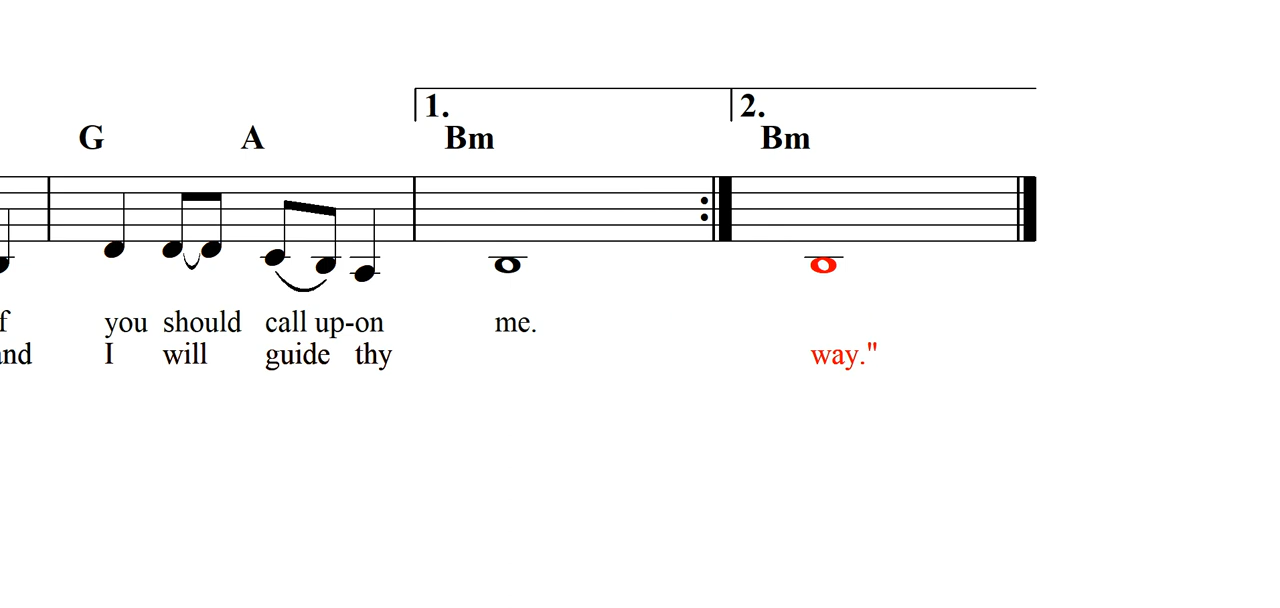 1. 2.
G A Bm Bm
you should call up-on me.
I will guide thy way."